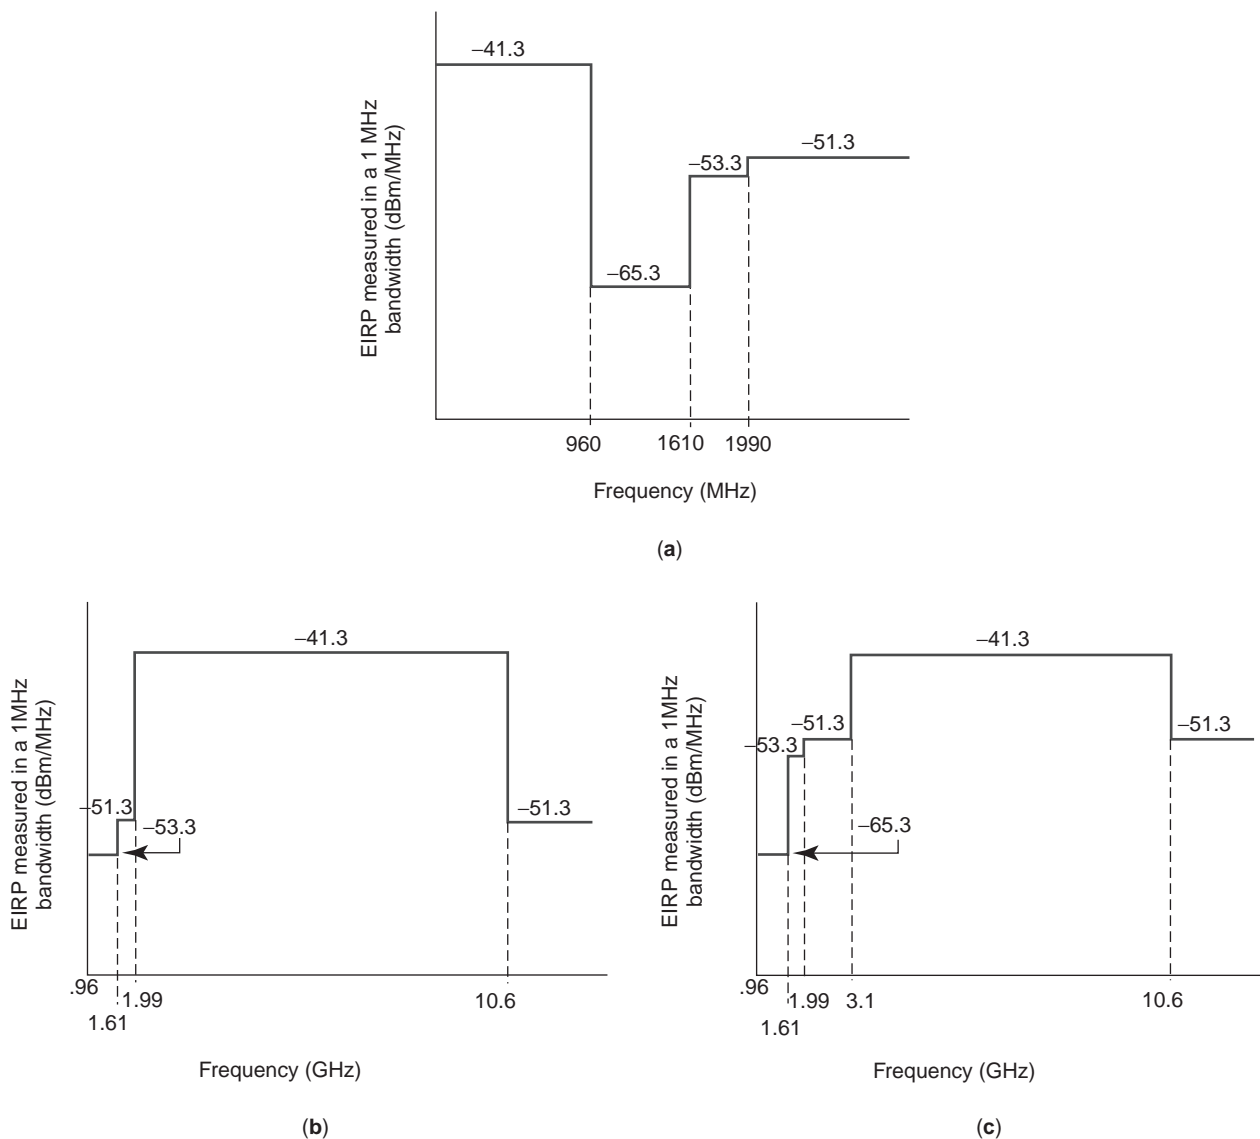 EIRP measured in a 1 MHz
bandwidth (dBm/MHz)
–41.3
–65.3
–53.3
–51.3
960
1610
1990
Frequency (MHz)
(a)
EIRP measured in a 1MHz
bandwidth (dBm/MHz)
–51.3
–53.3
–41.3
–51.3
.96
1.61
1.99
10.6
Frequency (GHz)
(b)
EIRP measured in a 1MHz
bandwidth (dBm/MHz)
–53.3
–51.3
–65.3
–41.3
–51.3
.96
1.61
1.99
3.1
10.6
Frequency (GHz)
(c)